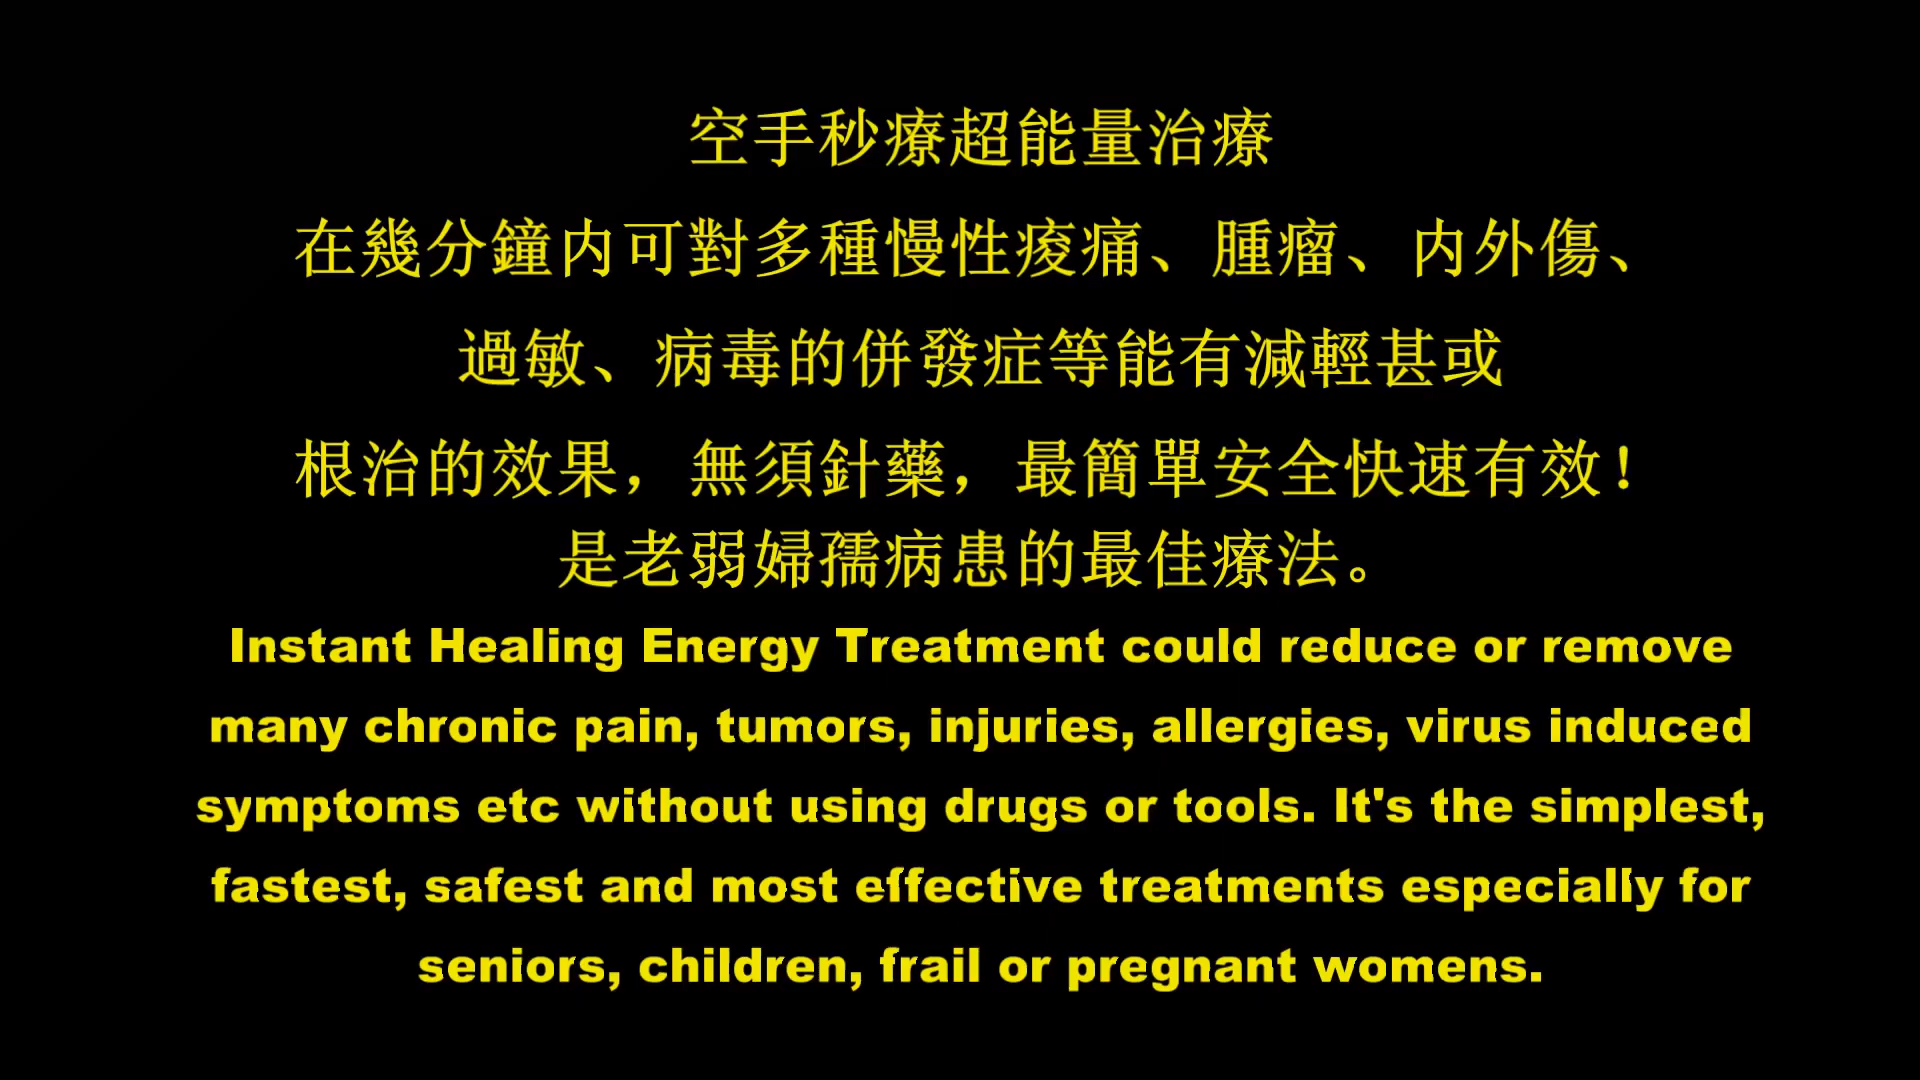 空手秒療超能量治療
在幾分鐘内可對多種慢性痠痛、腫瘤、内外傷、
過敏、病毒的併發症等能有減輕甚或
根治的效果，無須針藥，最簡單安全快速有效！
是老弱婦孺病患的最佳療法。
Instant Healing Energy Treatment could reduce or remove
many chronic pain, tumors, injuries, allergies, virus induced
symptoms etc without using drugs or tools. It's the simplest,
fastest, safest and most effective treatments especially for
seniors, children, frail or pregnant womens.